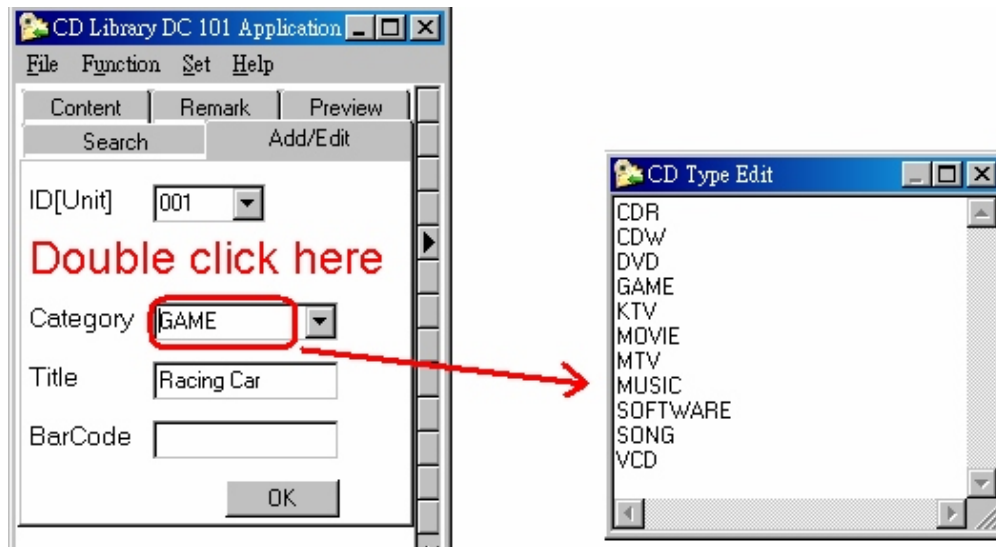 CD Library DC 101 Application
File Function Set Help
Content Remark Preview
Search Add/Edit
ID[Unit] 001
Double click here
Category GAME
Title Racing Car
BarCode
OK
CD Type Edit
CDR
CDW
DVD
GAME
KTV
MOVIE
MTV
MUSIC
SOFTWARE
SONG
VCD